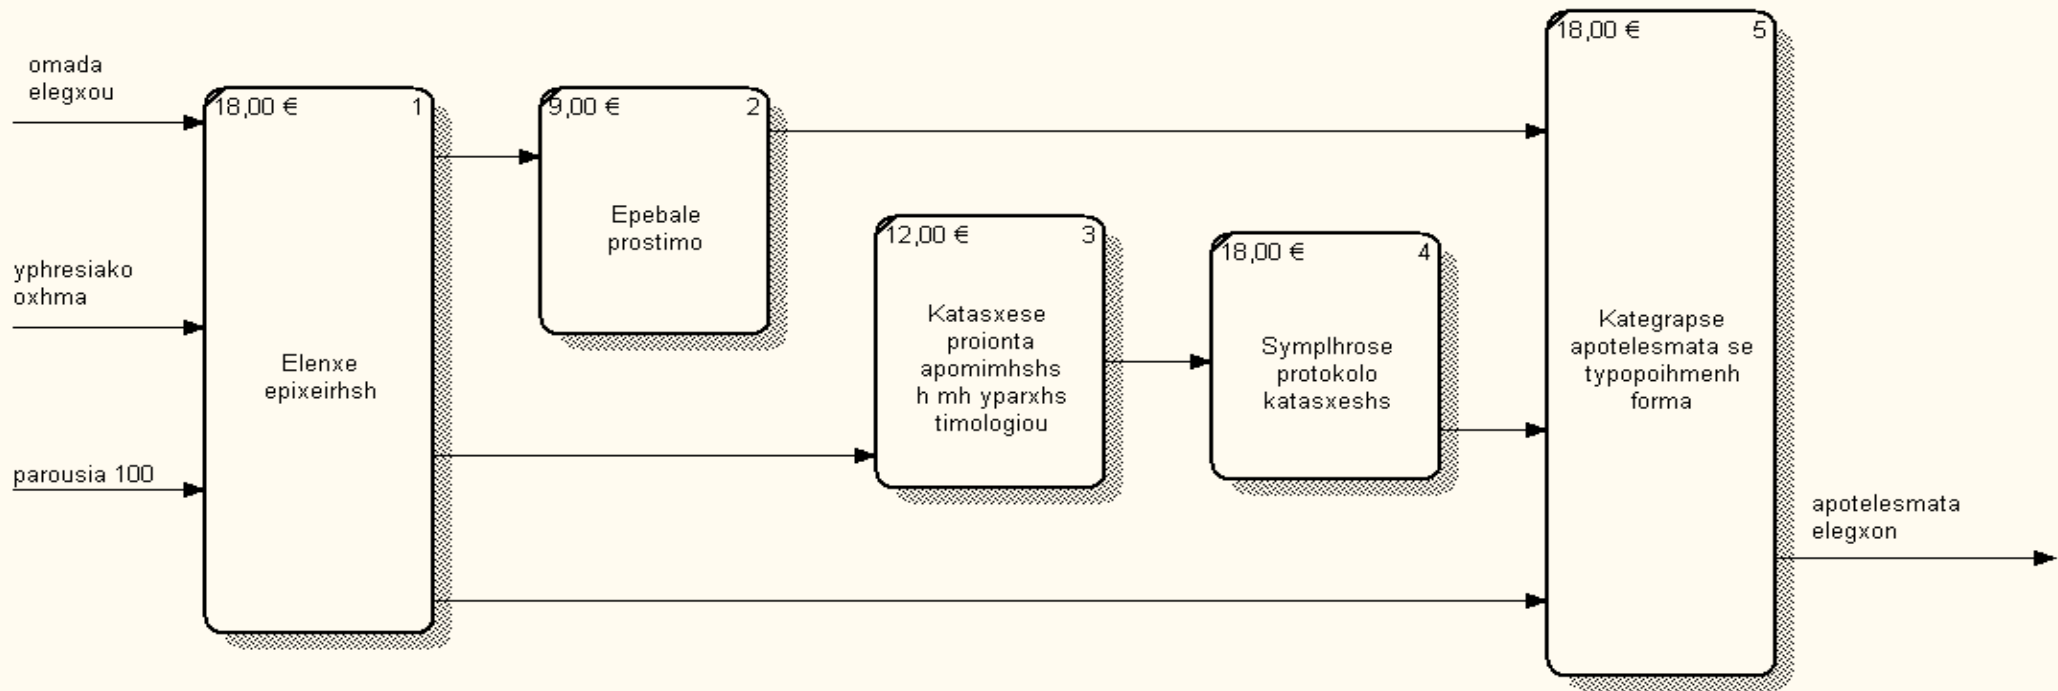 omada
elegxou
yphresiako
oxhma
parousia 100
18,00 € 1
Elenxe
epixeirhsh
9,00 € 2
Epebale
prostimo
12,00 € 3
Katasxese
proionta
apomimhshs
h mh yparxhs
timologiou
18,00 € 4
Symplhrose
protokolo
katasxeshs
18,00 € 5
Kategrapse
apotelesmata se
typopoihmenh
forma
apotelesmata
elegxon